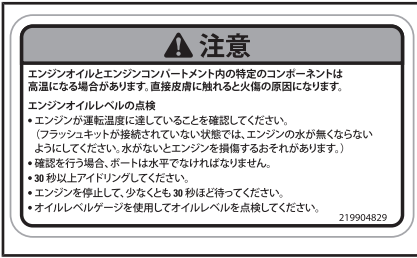 注意
エンジンオイルとエンジンコンパートメント内の特定のコンポーネントは
高温になる場合があります。直接皮膚に触れると火傷の原因になります。
エンジンオイルレベルの点検
• エンジンが運転温度に達していることを確認してください。
（フラッシュキットが接続されていない状態では、エンジンの水が無くならない
ようにしてください。水がないとエンジンを損傷するおそれがあります。）
• 確認を行う場合、ボートは水平でなければなりません。
• 30 秒以上アイドリングしてください。
• エンジンを停止して、少なくとも 30 秒ほど待ってください。
• オイルレベルゲージを使用してオイルレベルを点検してください。
219904829